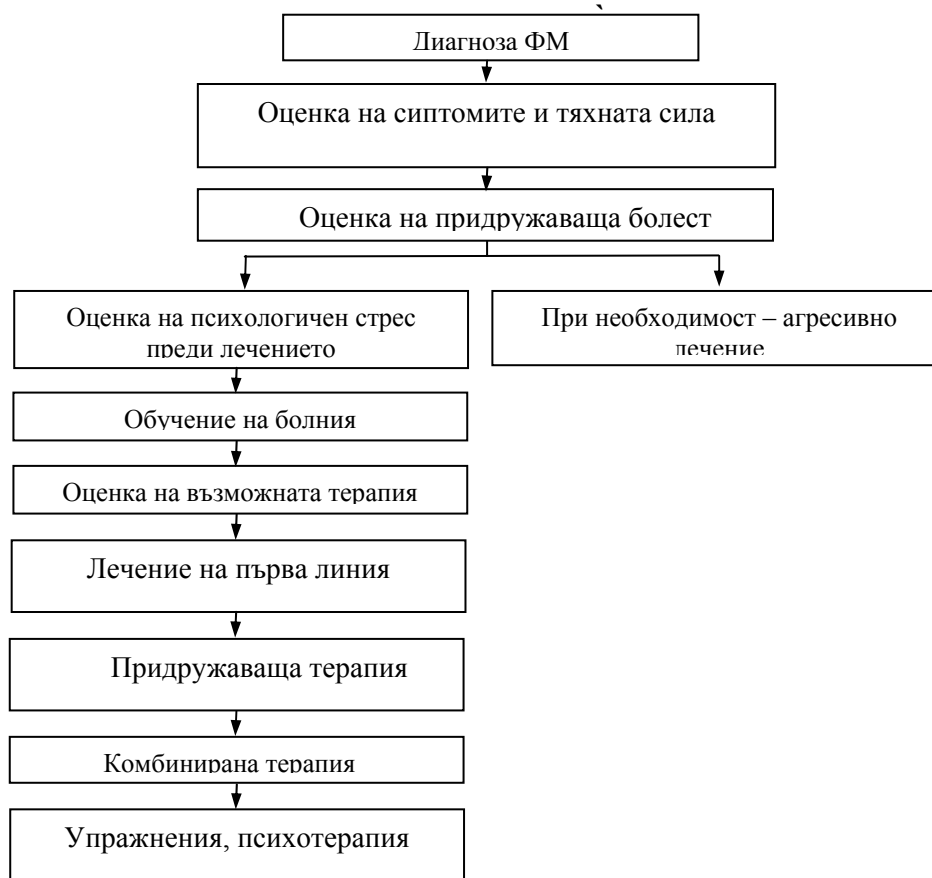 Диагноза ФМ
Оценка на сиптомите и тяхната сила
Оценка на придружаваща болест
Оценка на психологичен стрес
преди лечението
При необходимост – агресивно
лечение
Обучение на болния
Оценка на възможната терапия
Лечение на първа линия
Придружаваща терапия
Комбинирана терапия
Упражнения, психотерапия